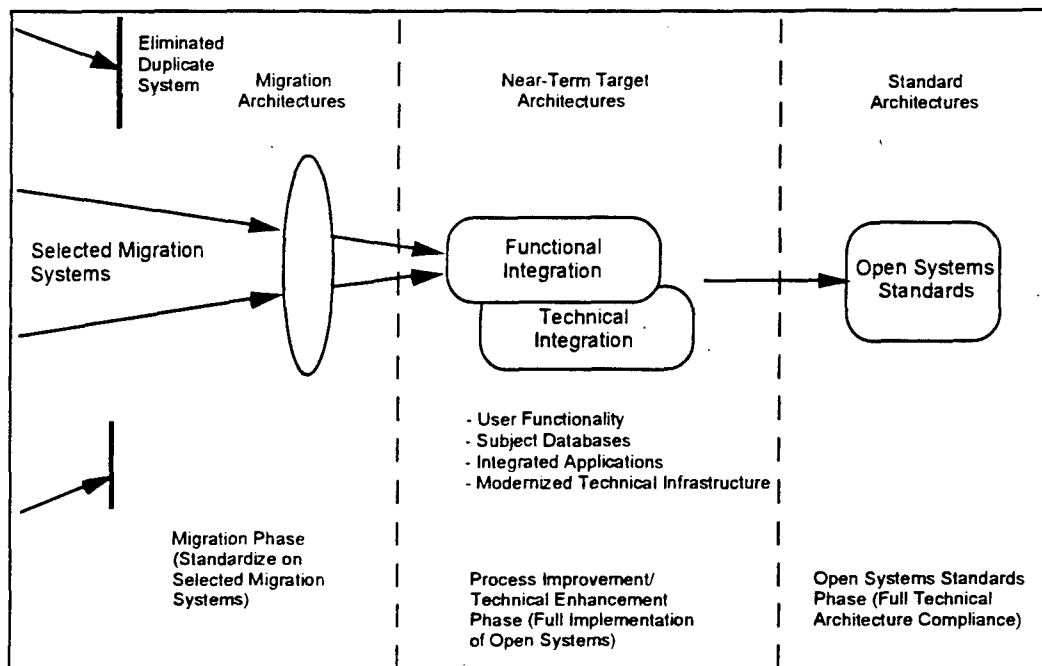 Eliminated
Duplicate
System
Migration
Architectures
Near-Term Target
Architectures
Standard
Architectures
Selected Migration
Systems
Functional
Integration
Technical
Integration
Open Systems
Standards
- User Functionality
- Subject Databases
- Integrated Applications
- Modernized Technical Infrastructure
Migration Phase
(Standardize on
Selected Migration
Systems)
Process Improvement/
Technical Enhancement
Phase (Full Implementation
of Open Systems)
Open Systems Standards
Phase (Full Technical
Architecture Compliance)